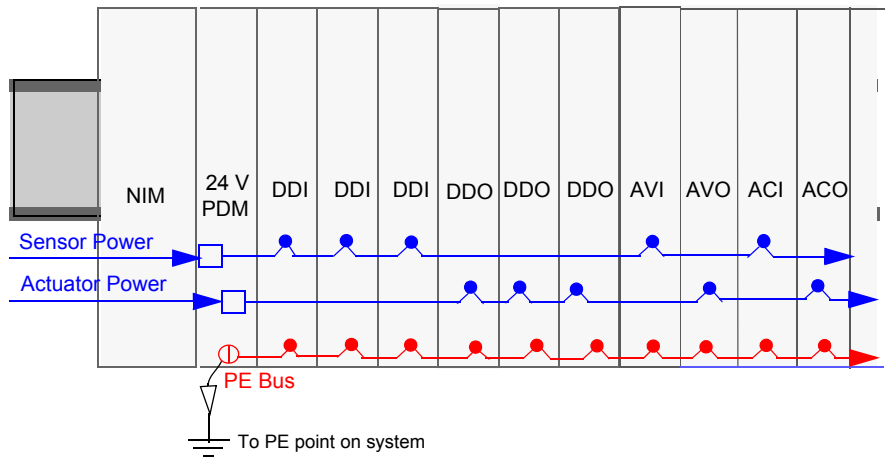 NIM
24 V
PDM
DDI
DDI
DDI
DDO
DDO
DDO
AVI
AVO
ACI
ACO
Sensor Power
Actuator Power
PE Bus
To PE point on system